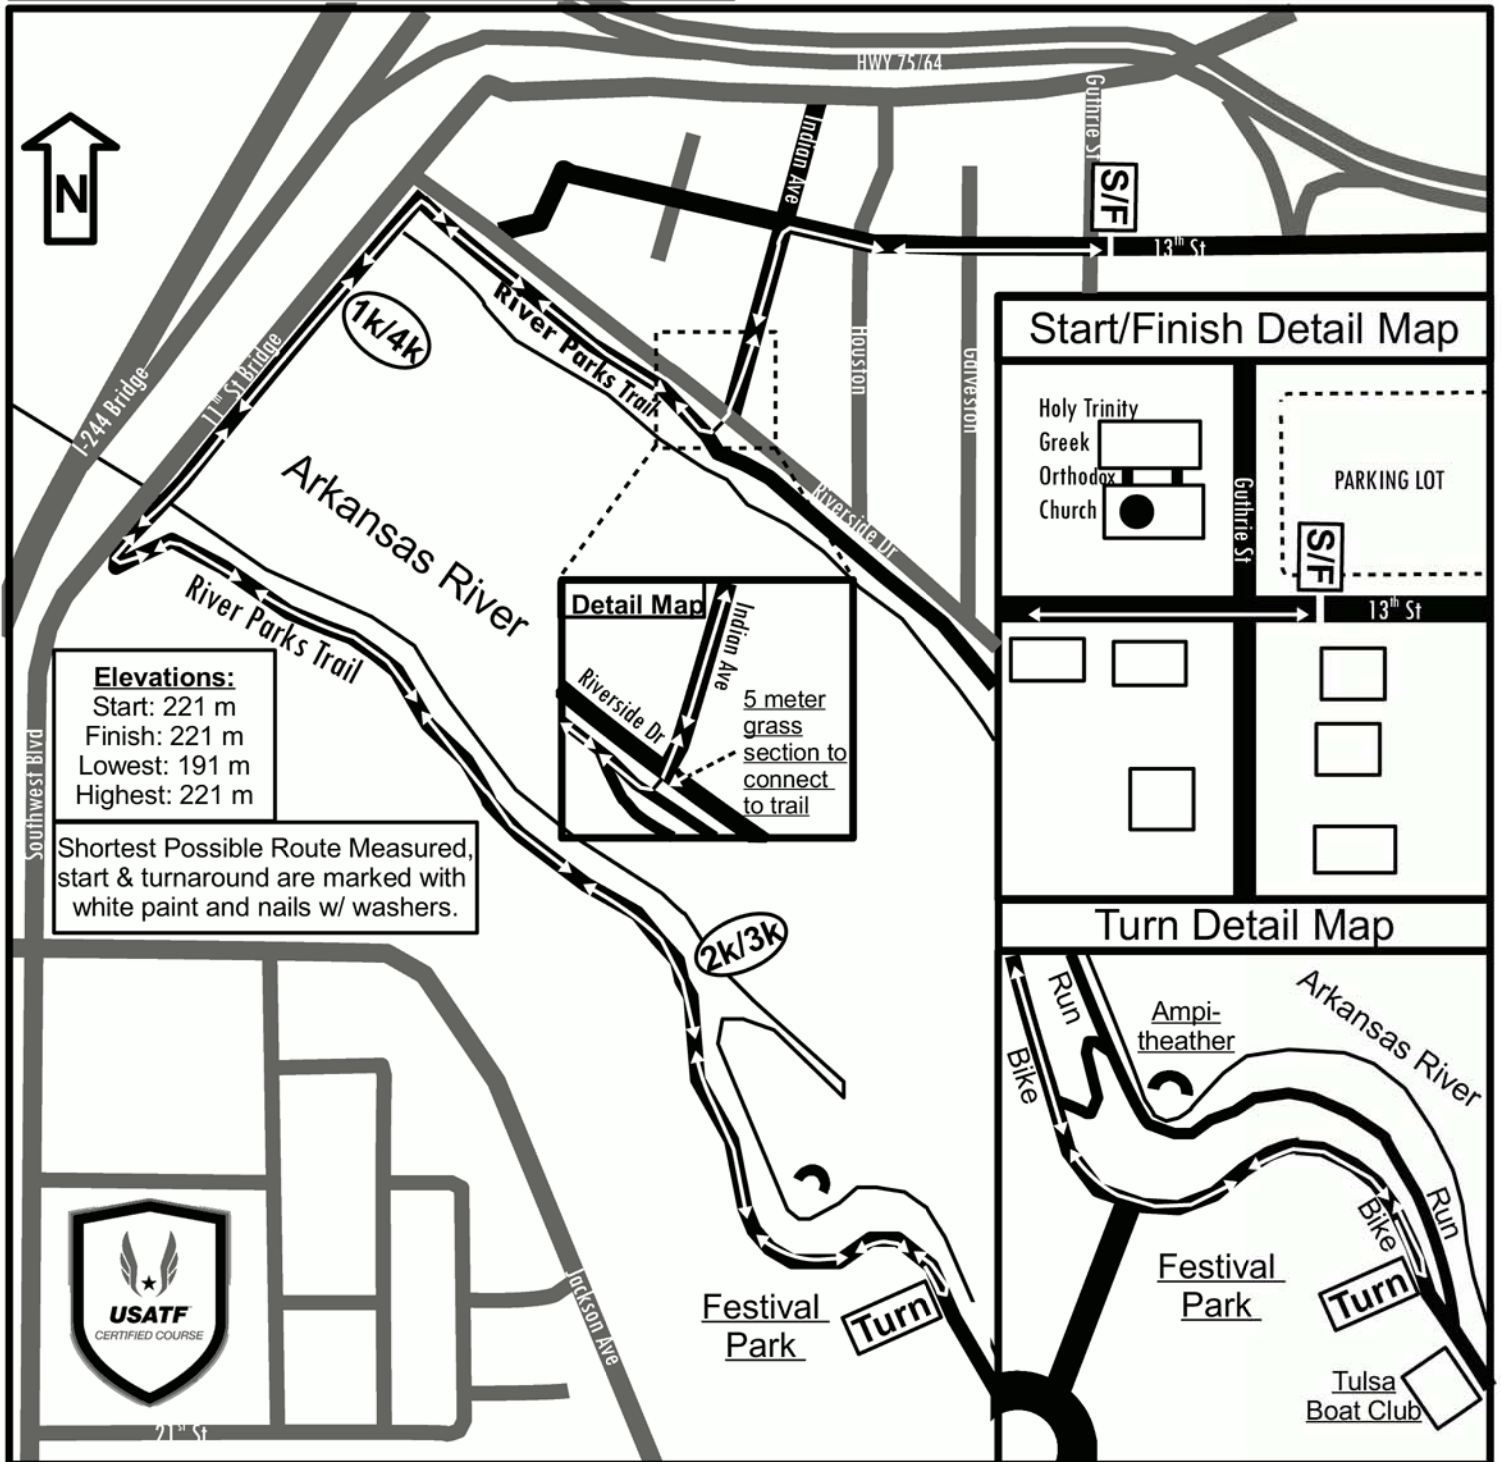 HWY 75/64
Guthrie St
Indian Ave
N
S/F
13th St
1k/4k
River Parks Trail
11th St Bridge
I-244 Bridge
Houston
Galveston
Riverside Dr
Arkansas River
River Parks Trail
Detail Map
Indian Ave
Riverside Dr
5 meter
grass
section to
connect
to trail
Elevations:
Start: 221 m
Finish: 221 m
Lowest: 191 m
Highest: 221 m
Southwest Blvd
Shortest Possible Route Measured,
start & turnaround are marked with
white paint and nails w/ washers.
2k/3k
Festival
Park
Turn
Jackson Ave
21st St
USATF
CERTIFIED COURSE
Start/Finish Detail Map
Holy Trinity
Greek
Orthodox
Church
Guthrie St
PARKING LOT
S/F
13th St
Turn Detail Map
Run
Bike
Ampi-
theather
Arkansas River
Run
Bike
Festival
Park
Turn
Tulsa
Boat Club